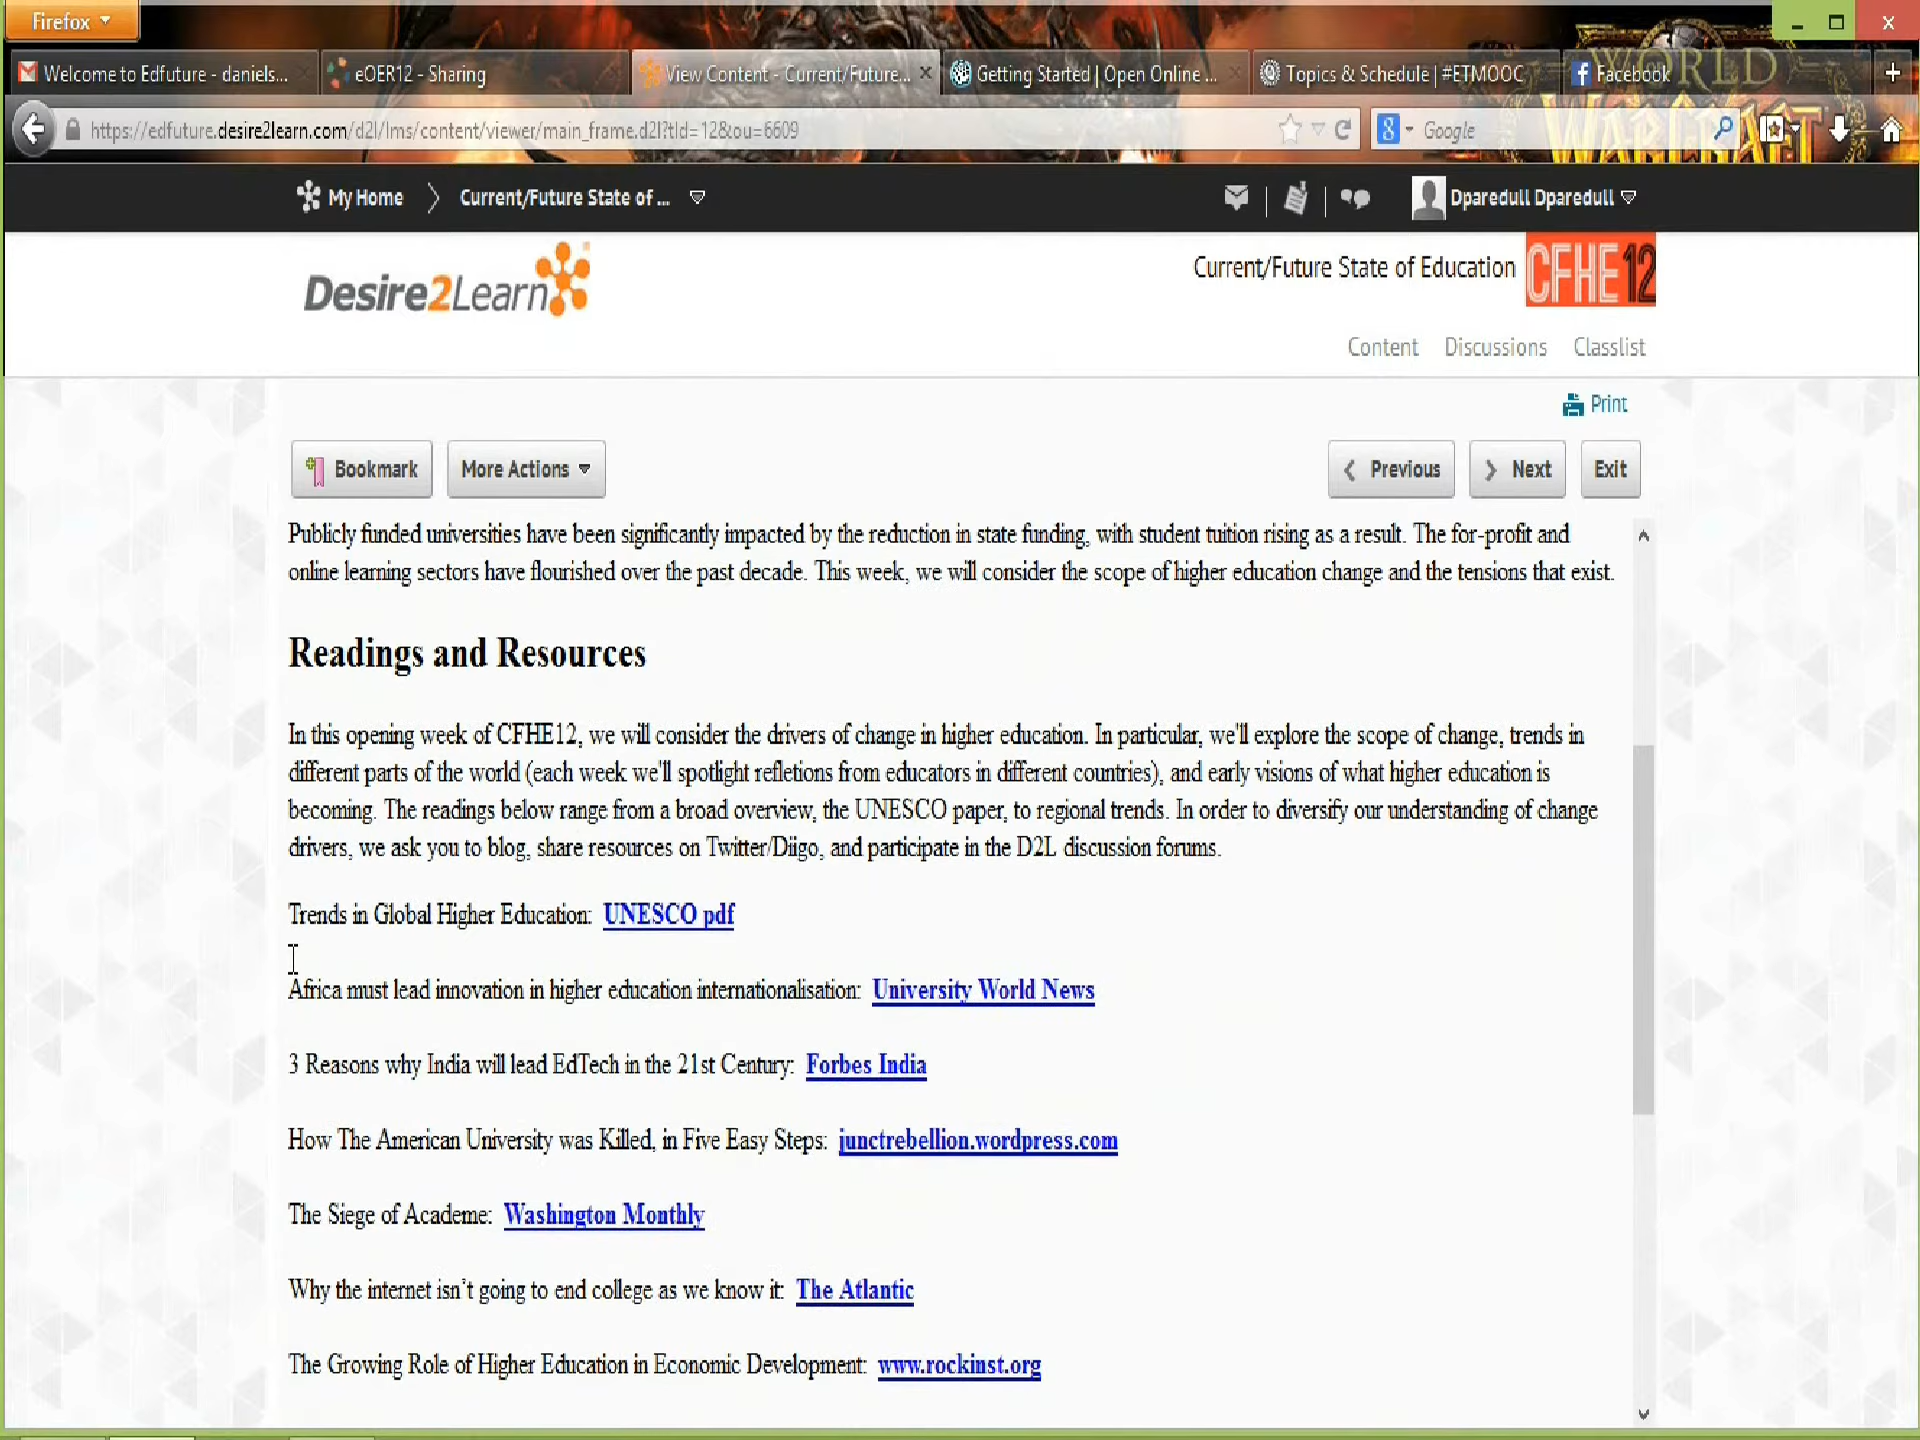 Firefox
Welcome to Edfuture - daniels...
eOER12 - Sharing
View Content - Current/Future...
Getting Started | Open Online ...
Topics & Schedule | #ETMOOC
Facebook
https://edfuture.desire2learn.com/d2l/lms/content/viewer/main_frame.d2l?tId=12&ou=6609
Google
WORLD
WARCRAFT
My Home
Current/Future State of ...
Dparedull Dparedull
Desire2Learn
Current/Future State of Education
CFHE12
Content Discussions Classlist
Print
Bookmark
More Actions
Previous
Next
Exit
Publicly funded universities have been significantly impacted by the reduction in state funding, with student tuition rising as a result. The for-profit and
online learning sectors have flourished over the past decade. This week, we will consider the scope of higher education change and the tensions that exist.
Readings and Resources
In this opening week of CFHE12, we will consider the drivers of change in higher education. In particular, we'll explore the scope of change, trends in
different parts of the world (each week we'll spotlight refletions from educators in different countries), and early visions of what higher education is
becoming. The readings below range from a broad overview, the UNESCO paper, to regional trends. In order to diversify our understanding of change
drivers, we ask you to blog, share resources on Twitter/Diigo, and participate in the D2L discussion forums.
Trends in Global Higher Education: UNESCO pdf
Africa must lead innovation in higher education internationalisation: University World News
3 Reasons why India will lead EdTech in the 21st Century: Forbes India
How The American University was Killed, in Five Easy Steps: junctrebellion.wordpress.com
The Siege of Academe: Washington Monthly
Why the internet isn't going to end college as we know it: The Atlantic
The Growing Role of Higher Education in Economic Development: www.rockinst.org